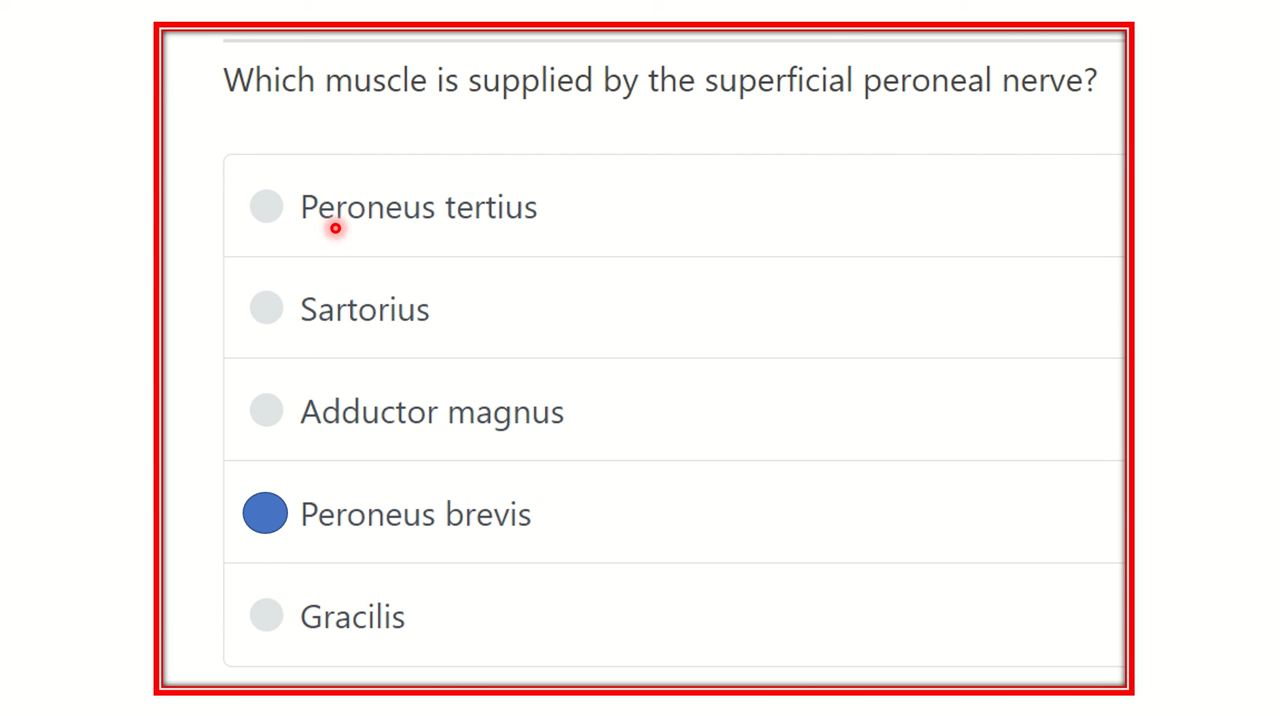 Which muscle is supplied by the superficial peroneal nerve?
Peroneus tertius
Sartorius
Adductor magnus
Peroneus brevis
Gracilis